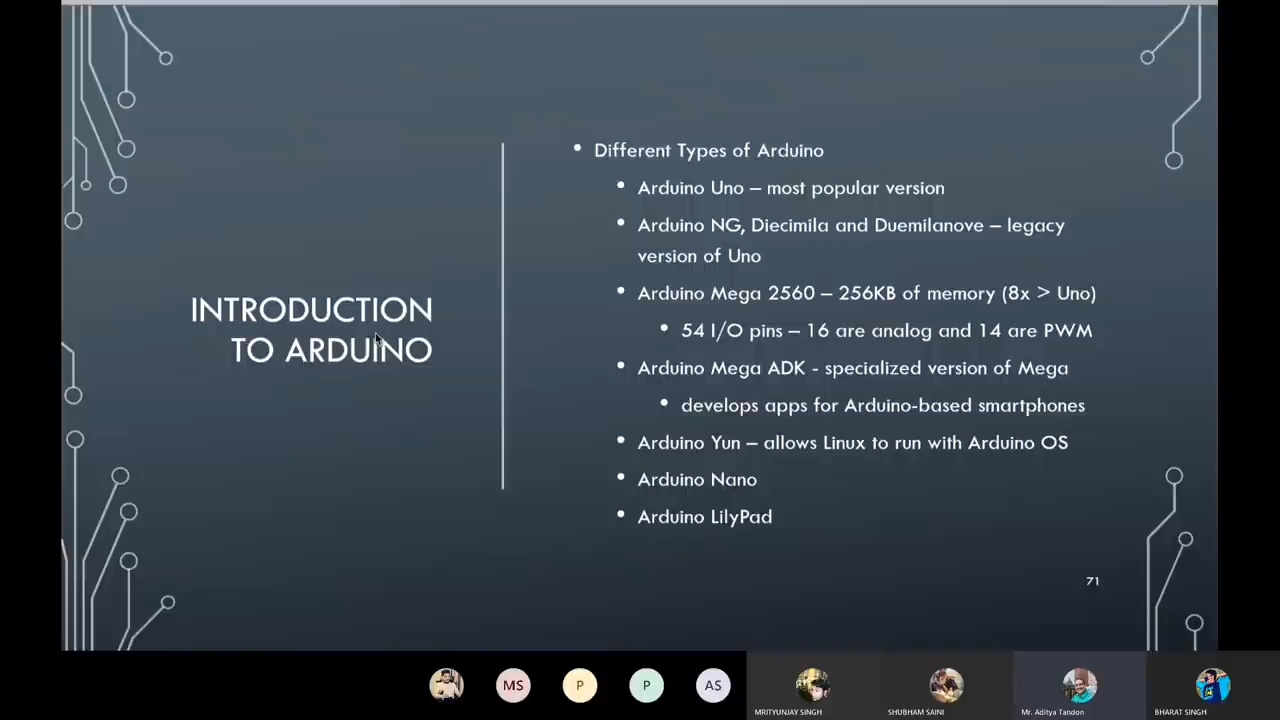 INTRODUCTION
TO ARDUINO
• Different Types of Arduino
• Arduino Uno – most popular version
• Arduino NG, Diecimila and Duemilanove – legacy
version of Uno
• Arduino Mega 2560 – 256KB of memory (8x > Uno)
• 54 I/O pins – 16 are analog and 14 are PWM
• Arduino Mega ADK - specialized version of Mega
• develops apps for Arduino-based smartphones
• Arduino Yun – allows Linux to run with Arduino OS
• Arduino Nano
• Arduino LilyPad
71
MS
P
P
AS
MRITYUNJAY SINGH
SHUBHAM SAINI
Mr. Aditya Tandon
BHARAT SINGH